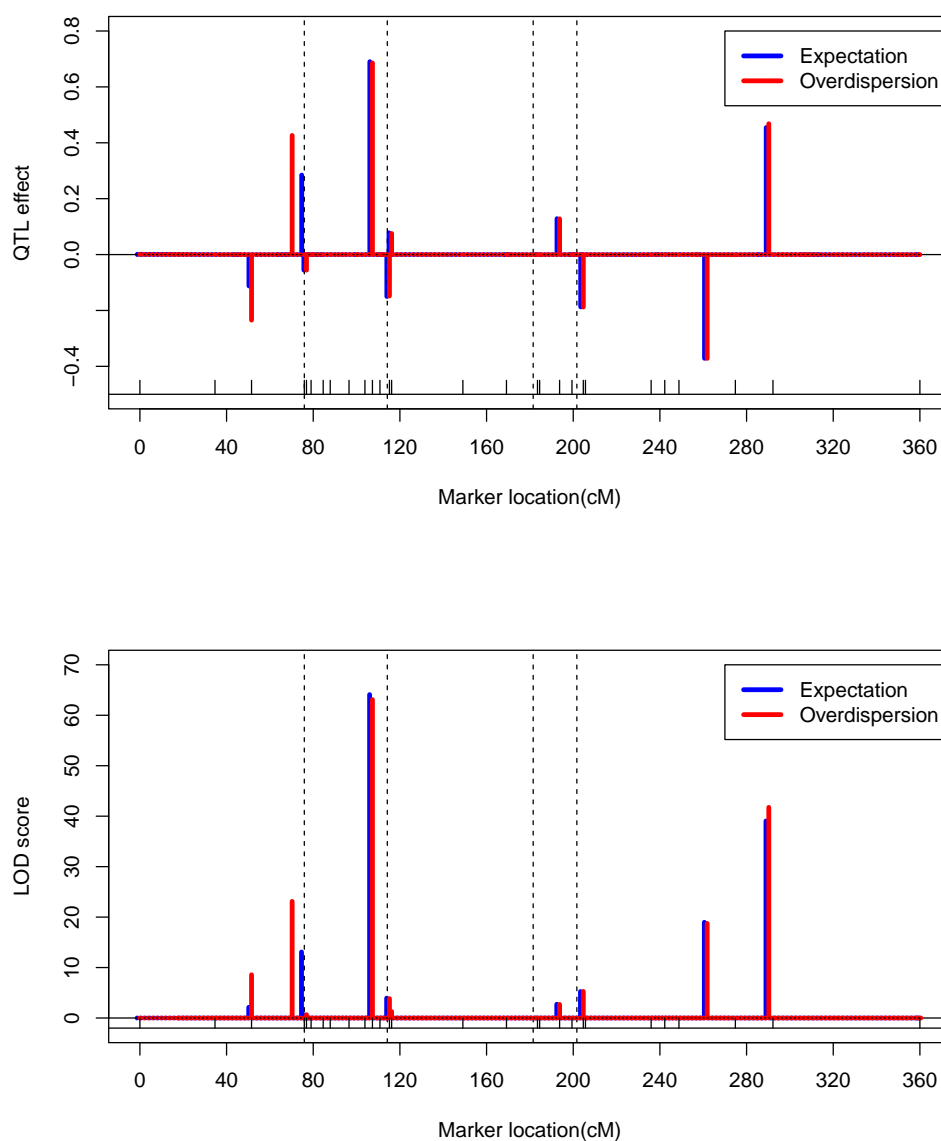 0.8
0.6
0.4
0.2
0.0
−0.4
QTL effect
Expectation
Overdispersion
0 40 80 120 160 200 240 280 320 360
Marker location(cM)
70
60
50
40
30
20
10
0
LOD score
Expectation
Overdispersion
0 40 80 120 160 200 240 280 320 360
Marker location(cM)